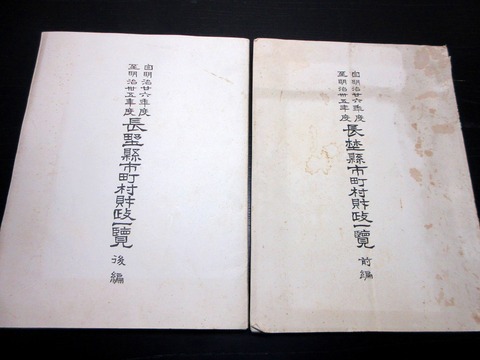 自明治廿六年度
至明治卅五年度
長埜縣市町村財政一覽
前編
自明治廿六年度
至明治卅五年度
長野縣市町村財政一覽
後編